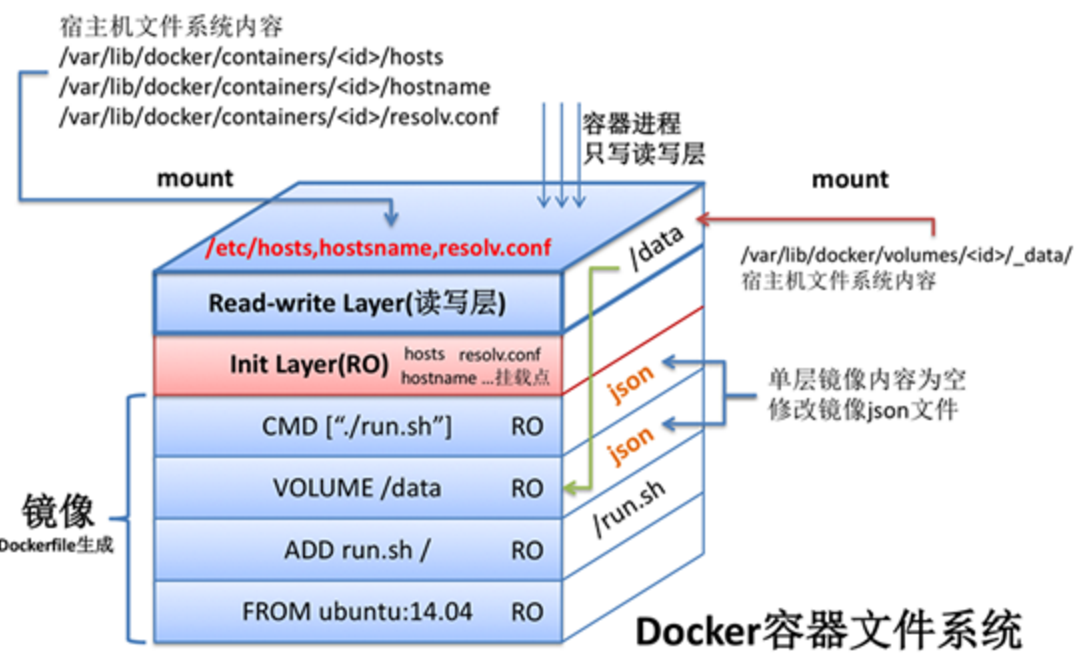 宿主机文件系统内容
/var/lib/docker/containers/<id>/hosts
/var/lib/docker/containers/<id>/hostname
/var/lib/docker/containers/<id>/resolv.conf
容器进程
只写读写层
mount
mount
/etc/hosts,hostsname,resolv.conf
/data
/var/lib/docker/volumes/<id>/_data/
宿主机文件系统内容
Read-write Layer(读写层)
Init Layer(RO)
hosts resolv.conf
hostname ...挂载点
json
单层镜像内容为空
修改镜像json文件
CMD [“./run.sh”] RO
json
VOLUME /data RO
/run.sh
镜像
Dockerfile生成
ADD run.sh / RO
FROM ubuntu:14.04 RO
Docker容器文件系统